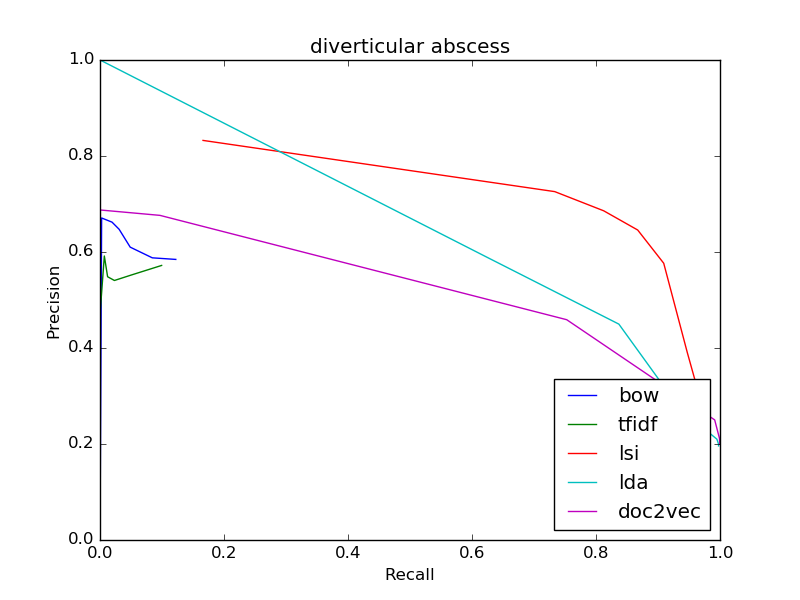 diverticular abscess
1.0
0.8
0.6
0.4
0.2
0.0
Precision
0.0 0.2 0.4 0.6 0.8 1.0
Recall
bow
tfidf
lsi
lda
doc2vec